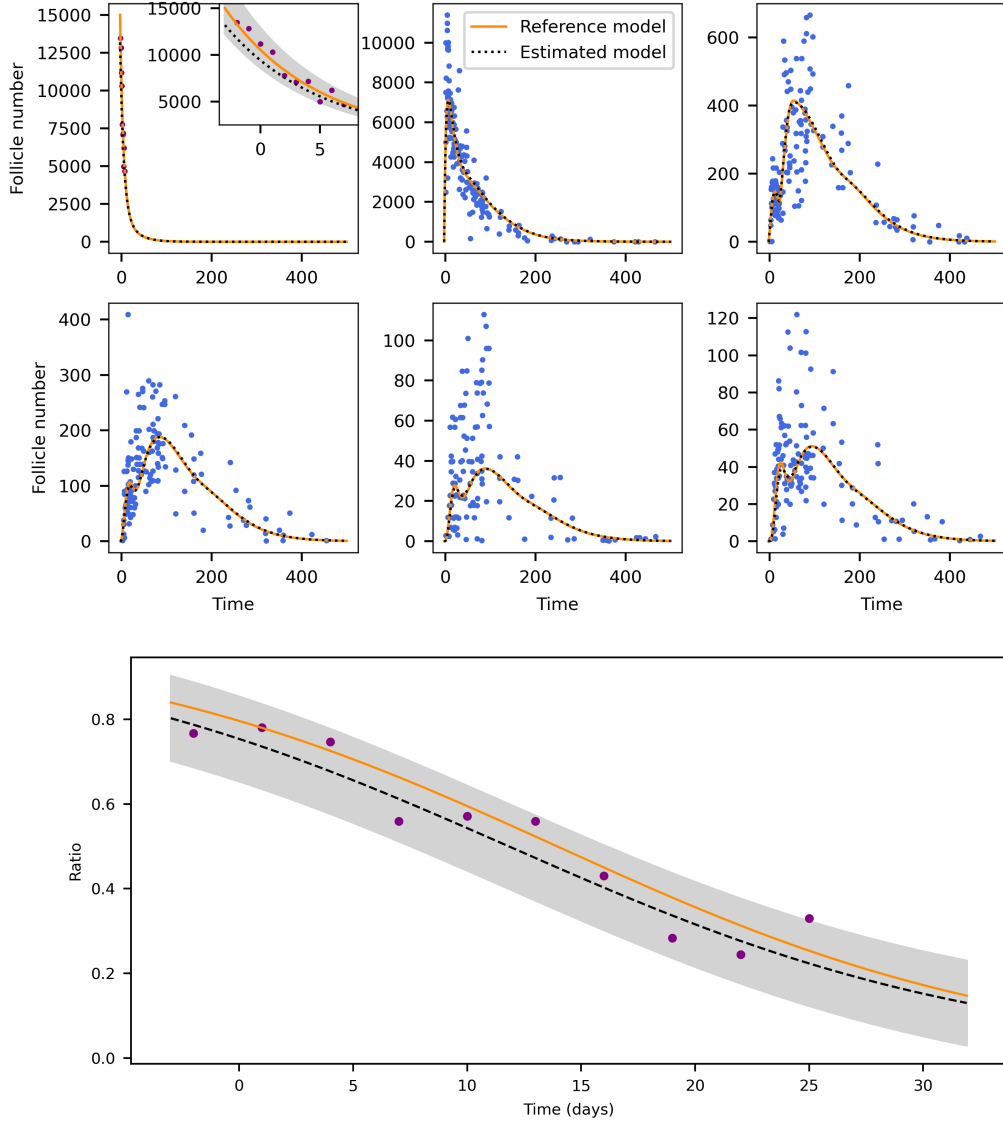 15000
12500
10000
7500
5000
2500
0
Follicle number
0 200 400
15000
10000
5000
0 5
10000
8000
6000
4000
2000
0
0 200 400
Reference model
Estimated model
600
400
200
0
0 200 400
400
300
200
100
0
Follicle number
0 200 400
Time
100
80
60
40
20
0
0 200 400
Time
120
100
80
60
40
20
0
0 200 400
Time
0.8
0.6
0.4
0.2
0.0
Ratio
0 5 10 15 20 25 30
Time (days)